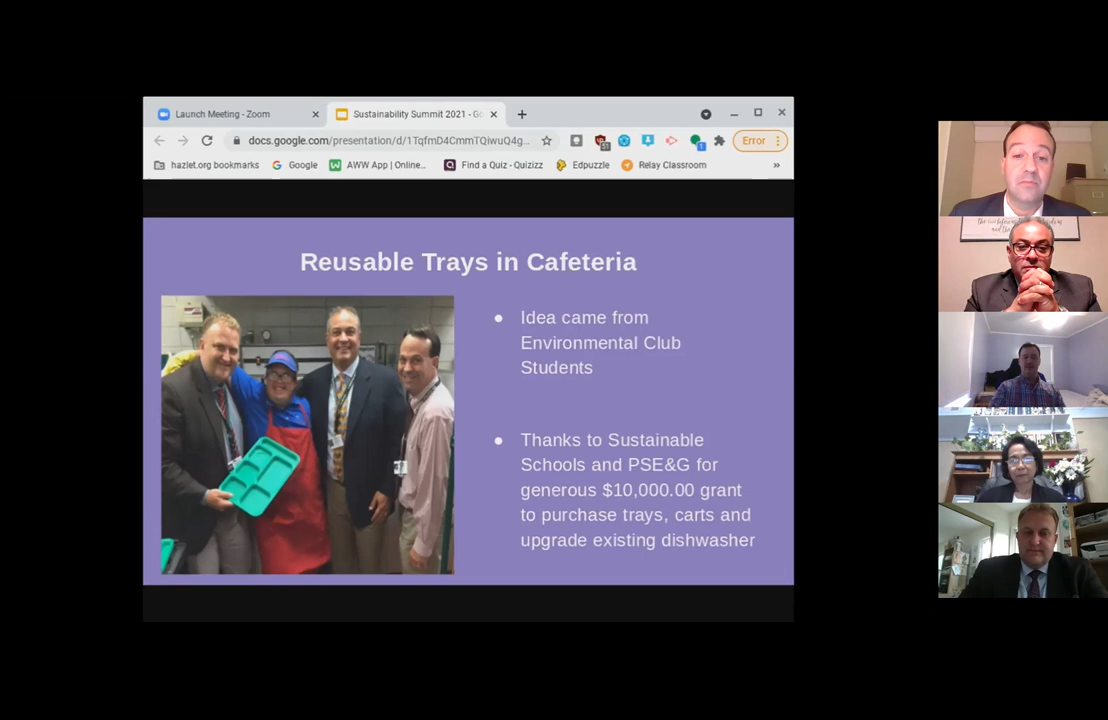 Launch Meeting - Zoom
Sustainability Summit 2021 - Go
docs.google.com/presentation/d/1TqfmD4CmmTQiwuQ4g...
Error
hazlet.org bookmarks
Google
AWW App | Online...
Find a Quiz - Quizizz
Edpuzzle
Relay Classroom
»
Reusable Trays in Cafeteria
● Idea came from
Environmental Club
Students
● Thanks to Sustainable
Schools and PSE&G for
generous $10,000.00 grant
to purchase trays, carts and
upgrade existing dishwasher